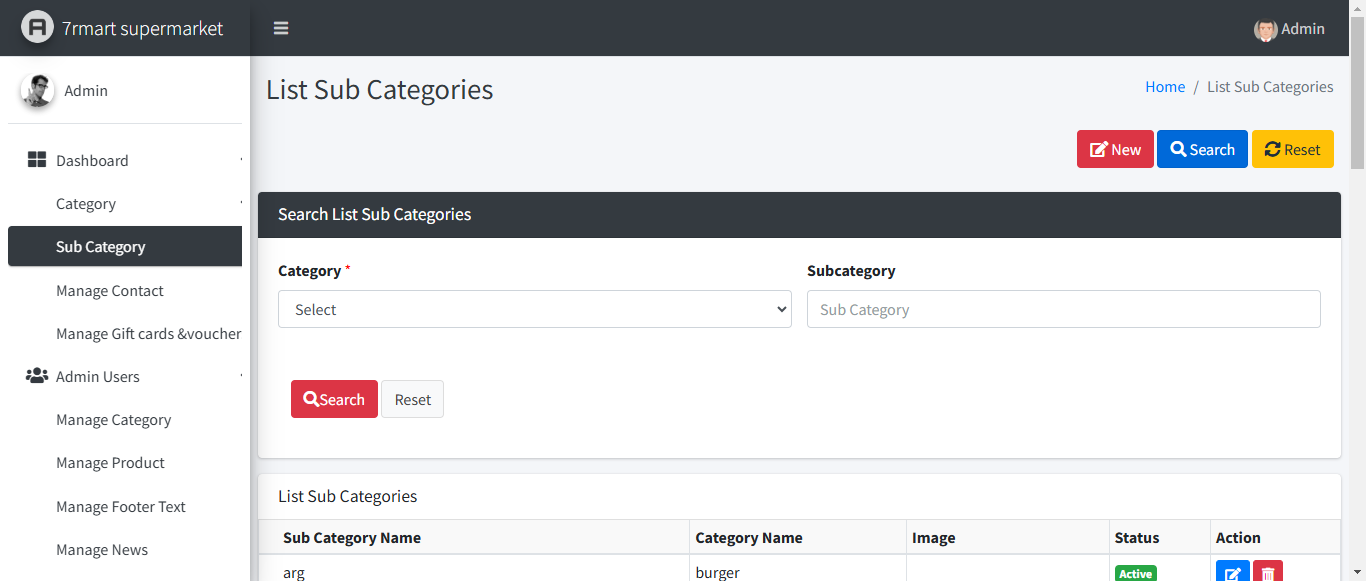 7rmart supermarket
Admin
Admin
List Sub Categories
Home / List Sub Categories
New Search Reset
Dashboard
Category
Sub Category
Manage Contact
Manage Gift cards &voucher
Admin Users
Manage Category
Manage Product
Manage Footer Text
Manage News
Search List Sub Categories
Category * Subcategory
Select Sub Category
Search Reset
List Sub Categories
Sub Category Name Category Name Image Status Action
arg burger Active